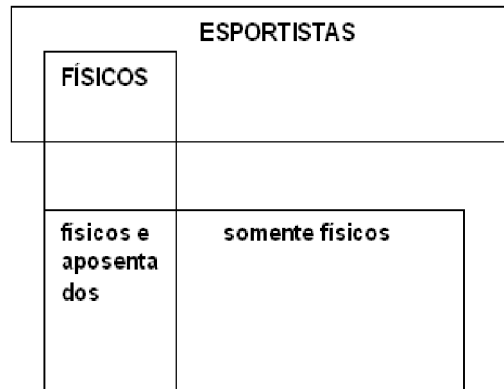 ESPORTISTAS
FÍSICOS
físicos e
aposenta
dos
somente físicos